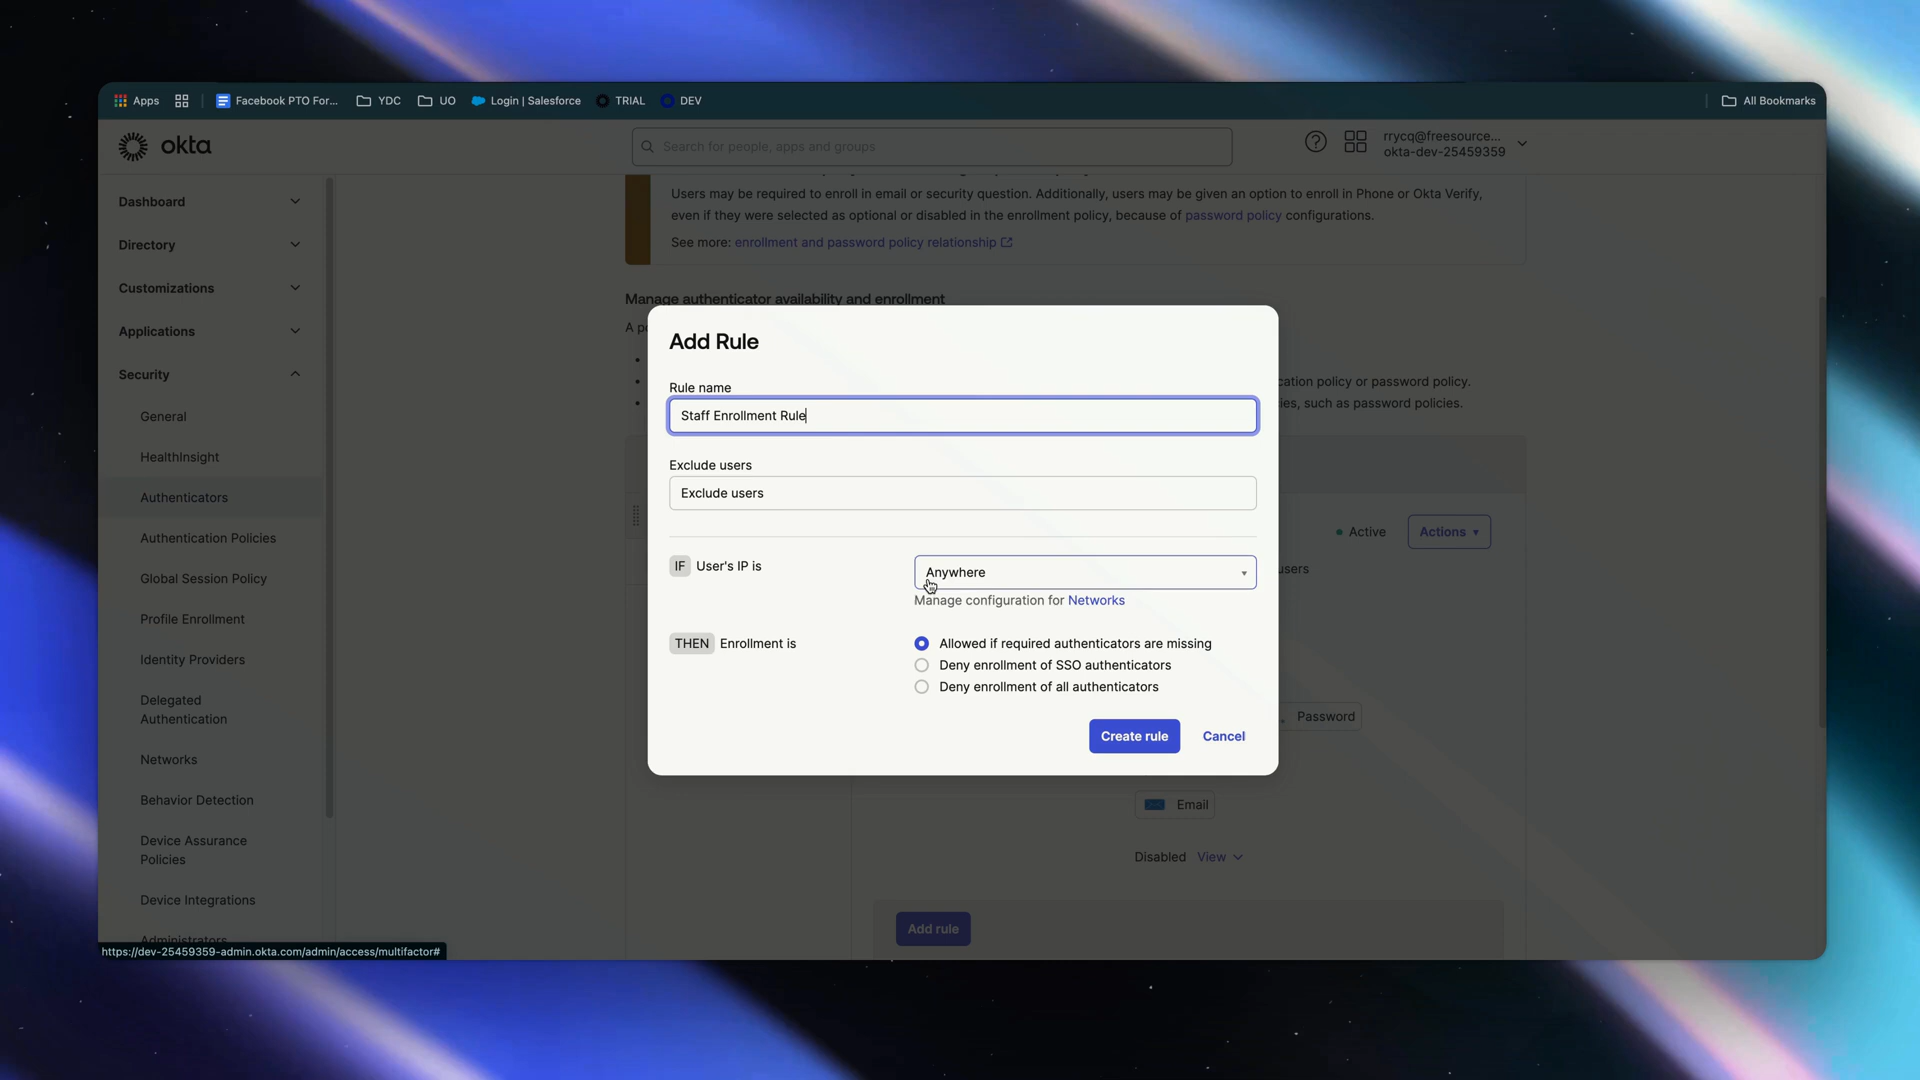 Apps
Facebook PTO For...
YDC
UO
Login | Salesforce
TRIAL
DEV
All Bookmarks
okta
Search for people, apps and groups
rrycq@freesource...
okta-dev-25459359
Dashboard
Directory
Customizations
Applications
Security
General
HealthInsight
Authenticators
Authentication Policies
Global Session Policy
Profile Enrollment
Identity Providers
Delegated
Authentication
Networks
Behavior Detection
Device Assurance
Policies
Device Integrations
Administrators
https://dev-25459359-admin.okta.com/admin/access/multifactor#
Users may be required to enroll in email or security question. Additionally, users may be given an option to enroll in Phone or Okta Verify,
even if they were selected as optional or disabled in the enrollment policy, because of password policy configurations.
See more: enrollment and password policy relationship
Manage authenticator availability and enrollment
cation policy or password policy.
ies, such as password policies.
Add Rule
Rule name
Staff Enrollment Rule
Exclude users
Exclude users
IF User's IP is
Anywhere
Manage configuration for Networks
THEN Enrollment is
Allowed if required authenticators are missing
Deny enrollment of SSO authenticators
Deny enrollment of all authenticators
Create rule
Cancel
Active
Actions
users
Password
Email
Disabled View
Add rule